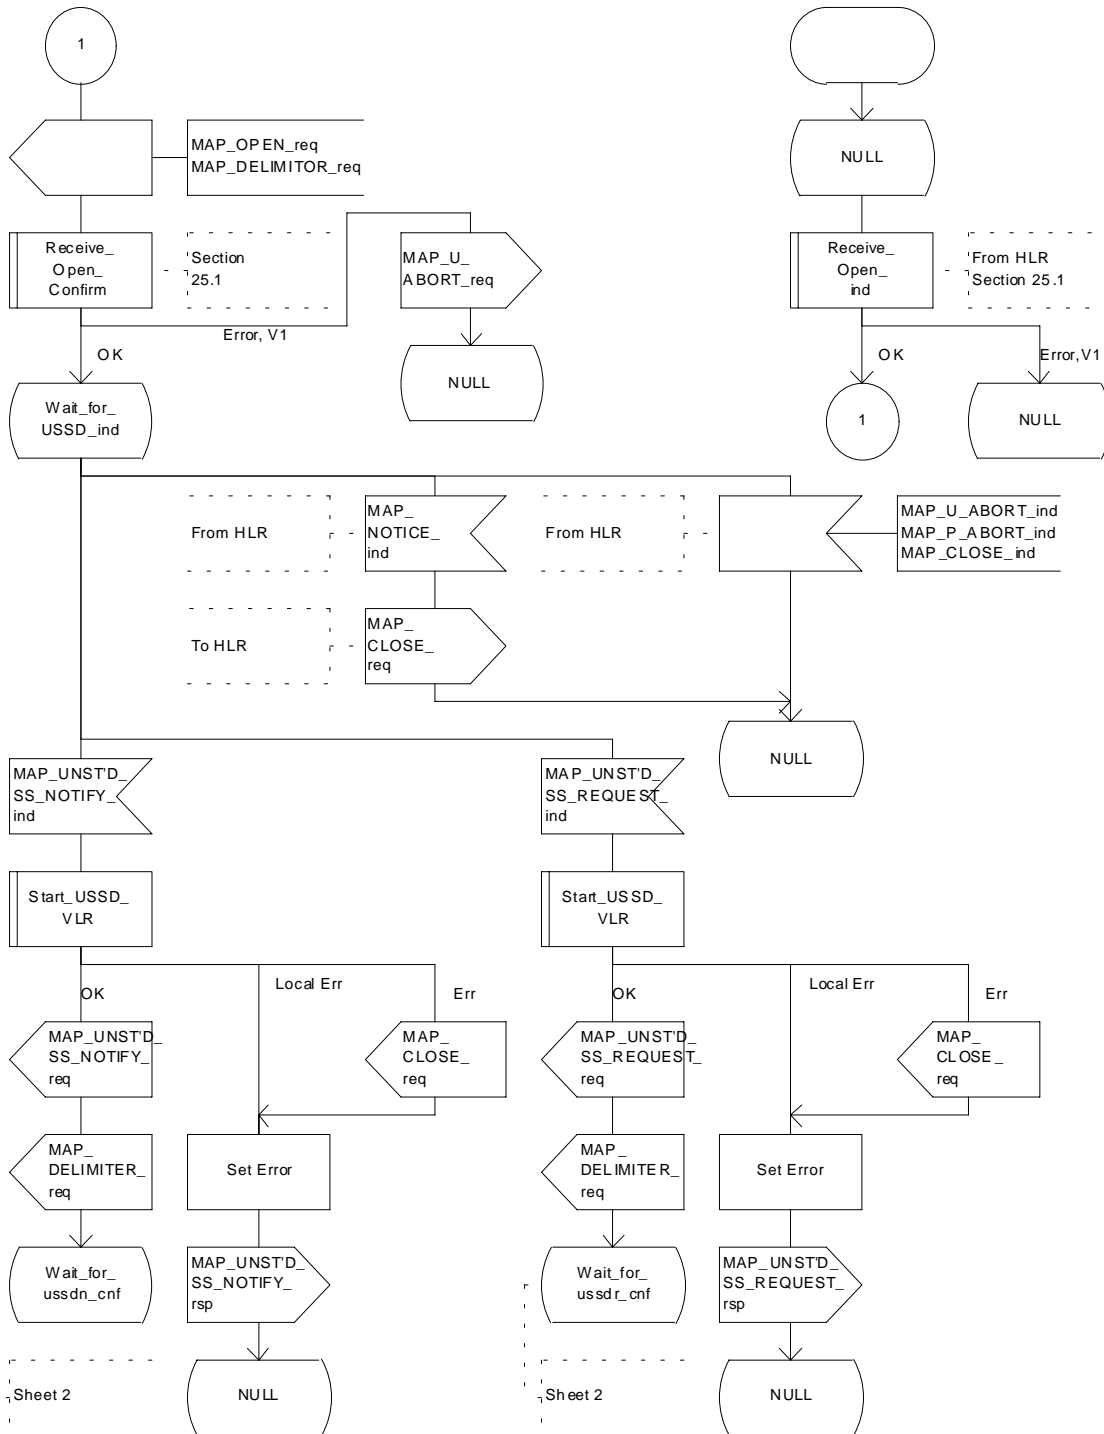 1
MAP_OPEN_req
MAP_DELIMITOR_req
NULL
Receive_
Open_
Confirm
Section
25.1
MAP_U_
ABORT_req
Receive_
Open_
ind
From HLR
Section 25.1
Error, V1
OK
NULL
OK
Error,V1
Wait_for_
USSD_ind
1
NULL
From HLR
MAP_
NOTICE_
ind
From HLR
MAP_U_ABORT_ind
MAP_P_ABORT_ind
MAP_CLOSE_ind
To HLR
MAP_
CLOSE_
req
NULL
MAP_UNST'D_
SS_NOTIFY_
ind
MAP_UNST'D_
SS_REQUEST_
ind
Start_USSD_
VLR
Start_USSD_
VLR
OK
Local Err
Err
OK
Local Err
Err
MAP_UNST'D_
SS_NOTIFY_
req
MAP_
CLOSE_
req
MAP_UNST'D_
SS_REQUEST_
req
MAP_
CLOSE_
req
MAP_
DELIMITER_
req
Set Error
MAP_
DELIMITER_
req
Set Error
Wait_for_
ussdn_cnf
MAP_UNST'D_
SS_NOTIFY_
rsp
Wait_for_
ussdr_cnf
MAP_UNST'D_
SS_REQUEST_
rsp
Sheet 2
NULL
Sheet 2
NULL